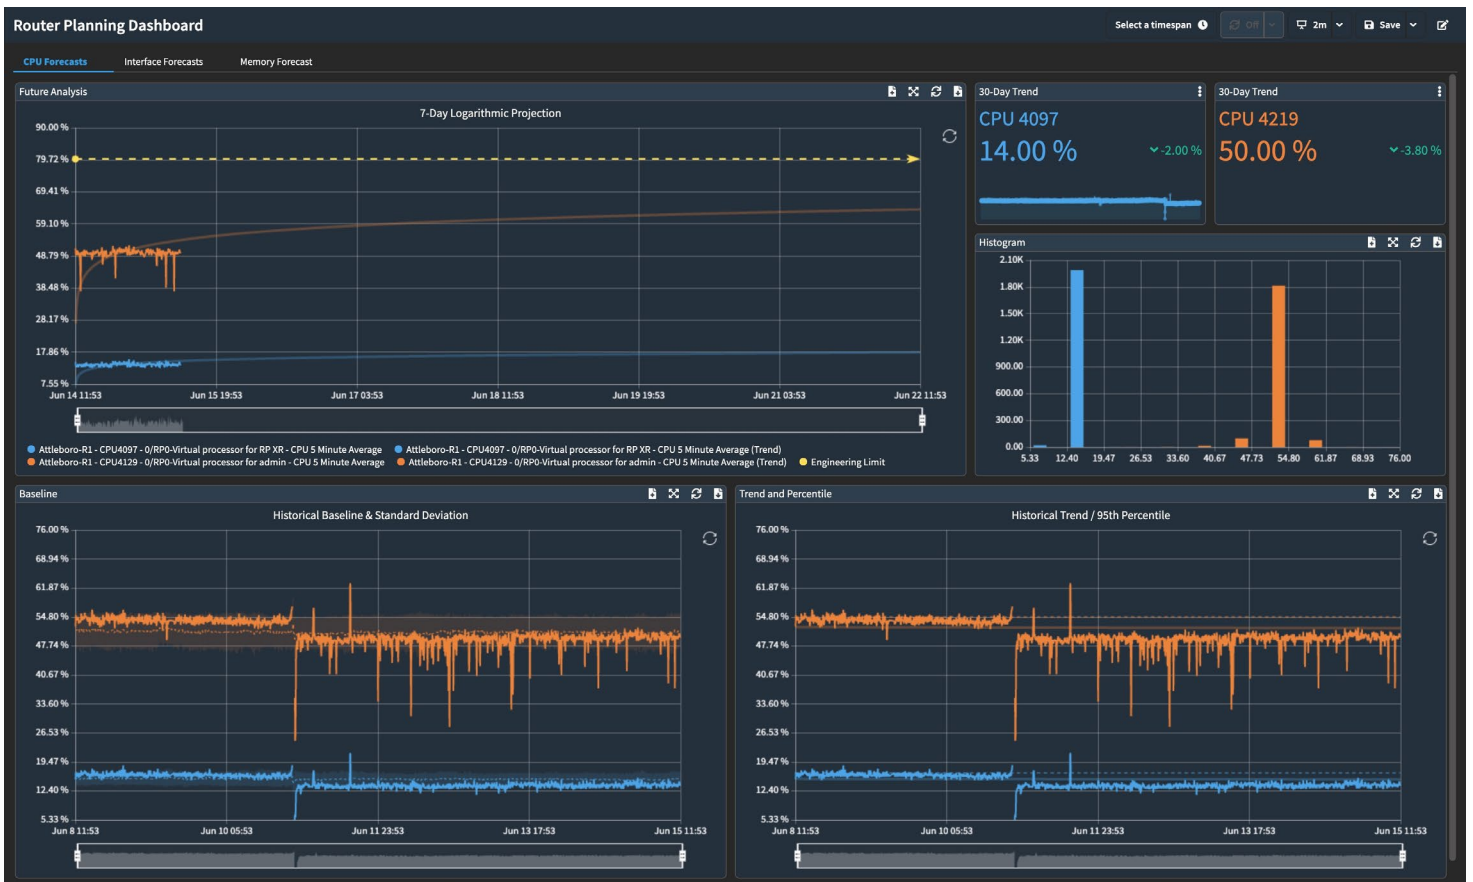 Router Planning Dashboard
Select a timespan
Off
2m
Save
CPU Forecasts
Interface Forecasts
Memory Forecast
Future Analysis
7-Day Logarithmic Projection
90.00 %
79.72 %
69.41 %
59.10 %
48.79 %
38.48 %
28.17 %
17.86 %
7.55 %
Jun 14 11:53
Jun 15 19:53
Jun 17 03:53
Jun 18 11:53
Jun 19 19:53
Jun 21 03:53
Jun 22 11:53
Attleboro-R1 - CPU4097 - 0/RP0-Virtual processor for RP XR - CPU 5 Minute Average
Attleboro-R1 - CPU4097 - 0/RP0-Virtual processor for RP XR - CPU 5 Minute Average (Trend)
Attleboro-R1 - CPU4129 - 0/RP0-Virtual processor for admin - CPU 5 Minute Average
Attleboro-R1 - CPU4129 - 0/RP0-Virtual processor for admin - CPU 5 Minute Average (Trend)
Engineering Limit
30-Day Trend
CPU 4097
14.00 %
-2.00 %
30-Day Trend
CPU 4219
50.00 %
-3.80 %
Histogram
2.10K
1.80K
1.50K
1.20K
900.00
600.00
300.00
0.00
5.33
12.40
19.47
26.53
33.60
40.67
47.73
54.80
61.87
68.93
76.00
Baseline
Historical Baseline & Standard Deviation
76.00 %
68.94 %
61.87 %
54.80 %
47.74 %
40.67 %
33.60 %
26.53 %
19.47 %
12.40 %
5.33 %
Jun 8 11:53
Jun 10 05:53
Jun 11 23:53
Jun 13 17:53
Jun 15 11:53
Trend and Percentile
Historical Trend / 95th Percentile
76.00 %
68.94 %
61.87 %
54.80 %
47.74 %
40.67 %
33.60 %
26.53 %
19.47 %
12.40 %
5.33 %
Jun 8 11:53
Jun 10 05:53
Jun 11 23:53
Jun 13 17:53
Jun 15 11:53